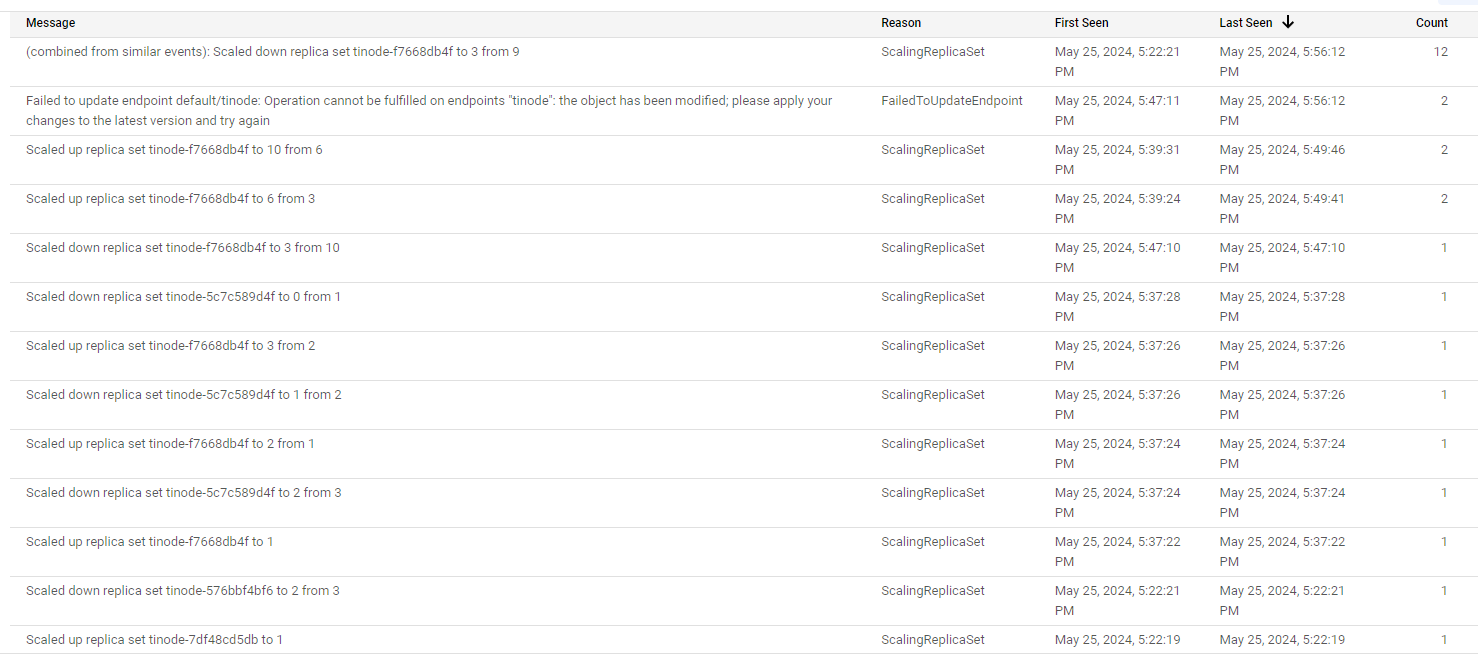 Message Reason First Seen Last Seen Count
(combined from similar events): Scaled down replica set tinode-f7668db4f to 3 from 9 ScalingReplicaSet May 25, 2024, 5:22:21 May 25, 2024, 5:56:12 12
PM PM
Failed to update endpoint default/tinode: Operation cannot be fulfilled on endpoints "tinode": the object has been modified; please apply your FailedToUpdateEndpoint May 25, 2024, 5:47:11 May 25, 2024, 5:56:12 2
changes to the latest version and try again PM PM
Scaled up replica set tinode-f7668db4f to 10 from 6 ScalingReplicaSet May 25, 2024, 5:39:31 May 25, 2024, 5:49:46 2
PM PM
Scaled up replica set tinode-f7668db4f to 6 from 3 ScalingReplicaSet May 25, 2024, 5:39:24 May 25, 2024, 5:49:41 2
PM PM
Scaled down replica set tinode-f7668db4f to 3 from 10 ScalingReplicaSet May 25, 2024, 5:47:10 May 25, 2024, 5:47:10 1
PM PM
Scaled down replica set tinode-5c7c589d4f to 0 from 1 ScalingReplicaSet May 25, 2024, 5:37:28 May 25, 2024, 5:37:28 1
PM PM
Scaled up replica set tinode-f7668db4f to 3 from 2 ScalingReplicaSet May 25, 2024, 5:37:26 May 25, 2024, 5:37:26 1
PM PM
Scaled down replica set tinode-5c7c589d4f to 1 from 2 ScalingReplicaSet May 25, 2024, 5:37:26 May 25, 2024, 5:37:26 1
PM PM
Scaled up replica set tinode-f7668db4f to 2 from 1 ScalingReplicaSet May 25, 2024, 5:37:24 May 25, 2024, 5:37:24 1
PM PM
Scaled down replica set tinode-5c7c589d4f to 2 from 3 ScalingReplicaSet May 25, 2024, 5:37:24 May 25, 2024, 5:37:24 1
PM PM
Scaled up replica set tinode-f7668db4f to 1 ScalingReplicaSet May 25, 2024, 5:37:22 May 25, 2024, 5:37:22 1
PM PM
Scaled down replica set tinode-576bbf4bf6 to 2 from 3 ScalingReplicaSet May 25, 2024, 5:22:21 May 25, 2024, 5:22:21 1
PM PM
Scaled up replica set tinode-7df48cd5db to 1 ScalingReplicaSet May 25, 2024, 5:22:19 May 25, 2024, 5:22:19 1